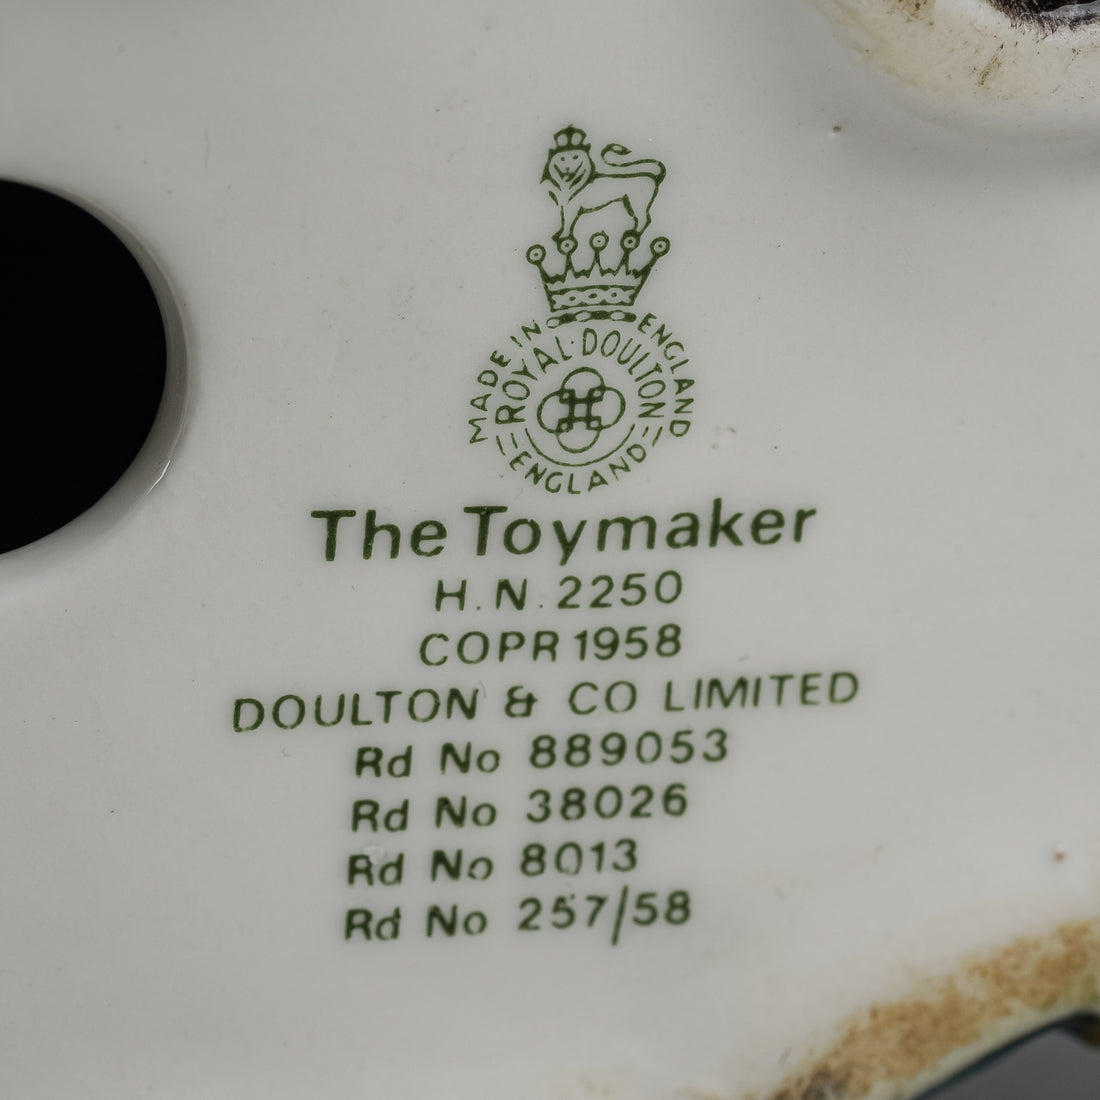 MADE IN ENGLAND
ROYAL·DOULTON
ENGLAND
The Toymaker
H.N.2250
COPR 1958
DOULTON & CO LIMITED
Rd No 889053
Rd No 38026
Rd No 8013
Rd No 257/58